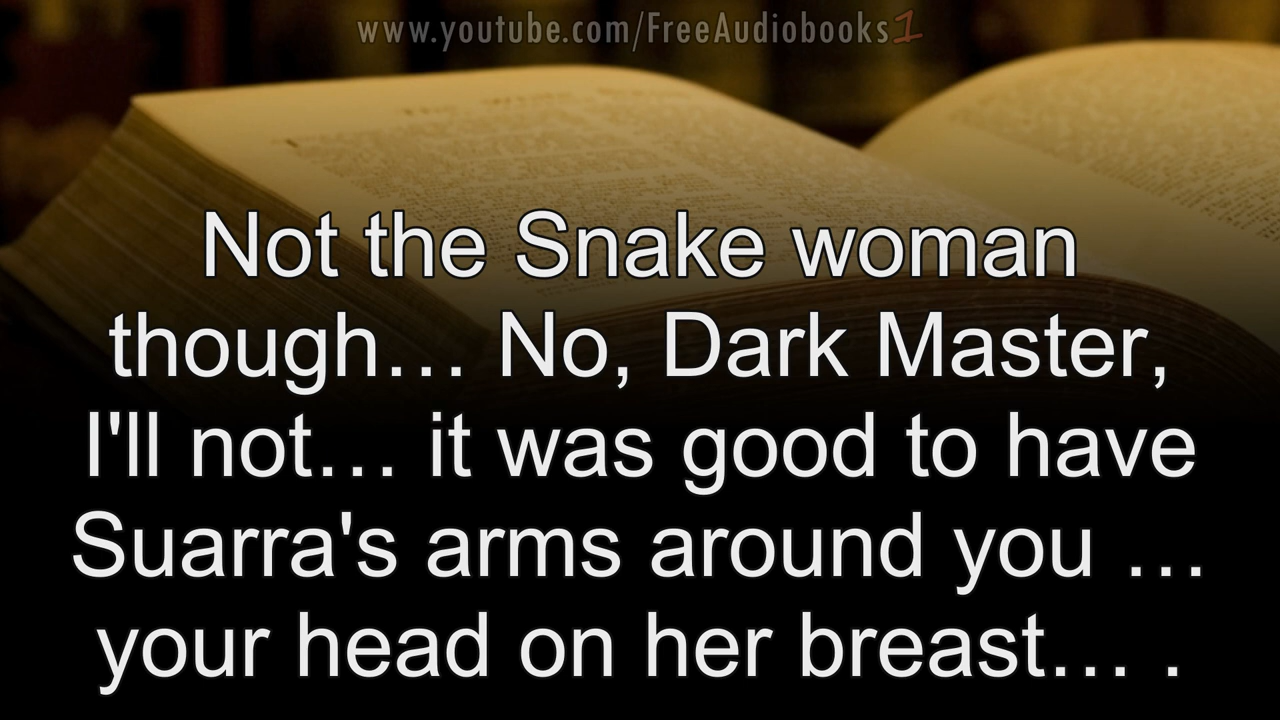 www.youtube.com/FreeAudiobooks1
Not the Snake woman
though… No, Dark Master,
I'll not… it was good to have
Suarra's arms around you …
your head on her breast… .